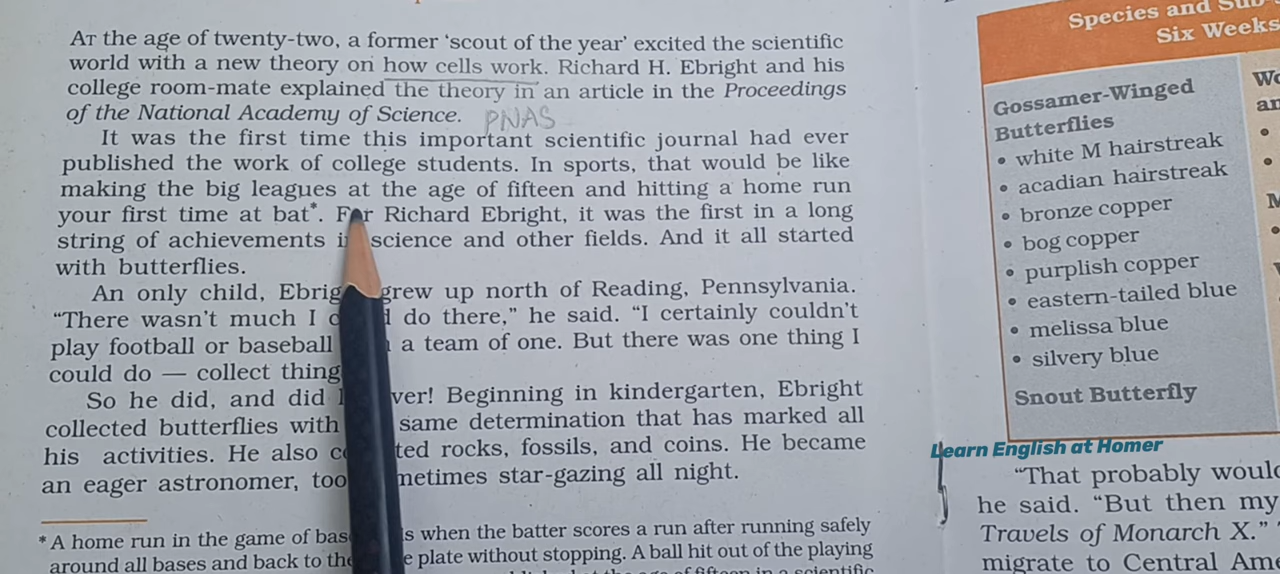 AT the age of twenty-two, a former ‘scout of the year’ excited the scientific
world with a new theory on how cells work. Richard H. Ebright and his
college room-mate explained the theory in an article in the Proceedings
of the National Academy of Science. PNAS
It was the first time this important scientific journal had ever
published the work of college students. In sports, that would be like
making the big leagues at the age of fifteen and hitting a home run
your first time at bat*. For Richard Ebright, it was the first in a long
string of achievements in science and other fields. And it all started
with butterflies.
An only child, Ebright grew up north of Reading, Pennsylvania.
“There wasn’t much I could do there,” he said. “I certainly couldn’t
play football or baseball a team of one. But there was one thing I
could do — collect thing
So he did, and did ver! Beginning in kindergarten, Ebright
collected butterflies with same determination that has marked all
his activities. He also ted rocks, fossils, and coins. He became
an eager astronomer, too metimes star-gazing all night.
*A home run in the game of bas s when the batter scores a run after running safely
around all bases and back to the plate without stopping. A ball hit out of the playing
Species and Sub
Six Weeks
Gossamer-Winged
Butterflies
• white M hairstreak
• acadian hairstreak
• bronze copper
• bog copper
• purplish copper
• eastern-tailed blue
• melissa blue
• silvery blue
Snout Butterfly
Learn English at Homer
“That probably would
he said. “But then my
Travels of Monarch X.”
migrate to Central Am